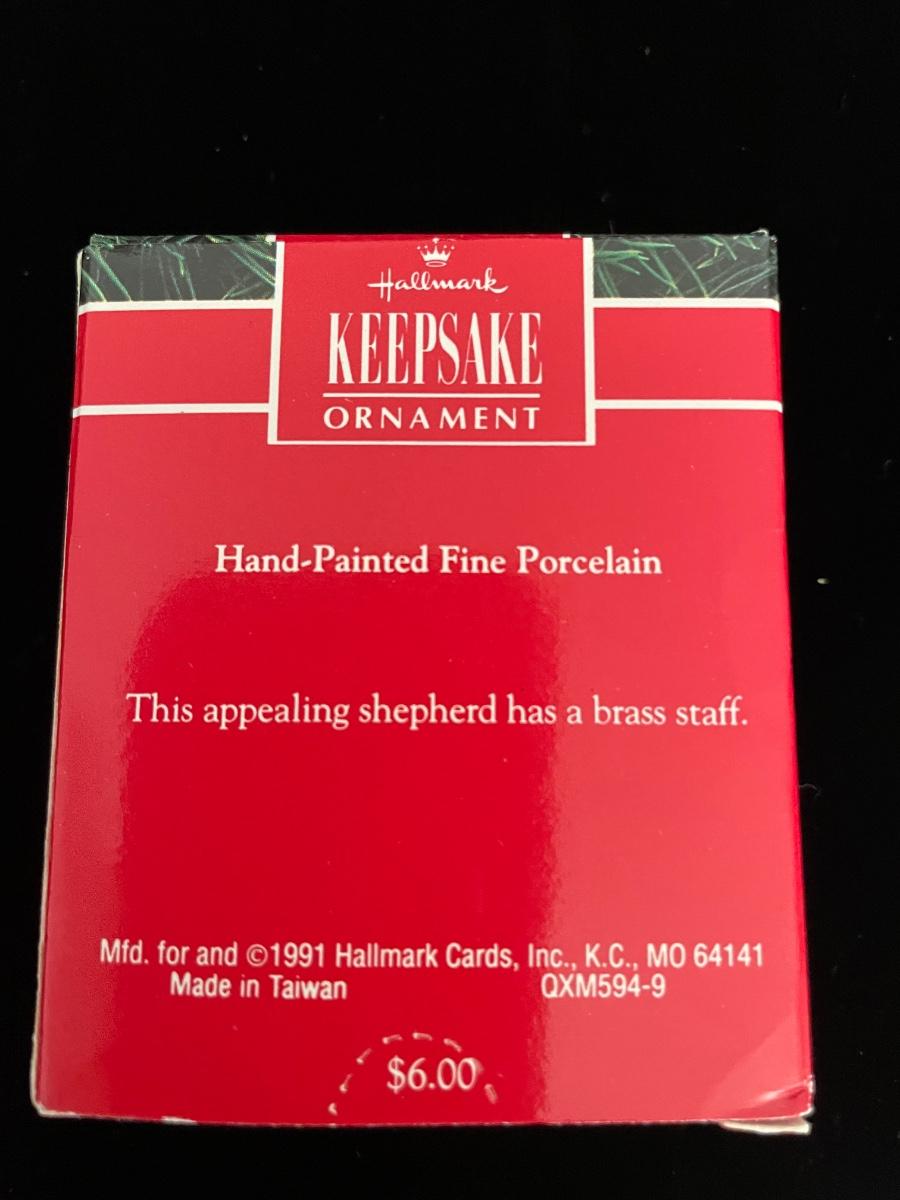 Hallmark
KEEPSAKE
ORNAMENT
Hand-Painted Fine Porcelain
This appealing shepherd has a brass staff.
Mfd. for and ©1991 Hallmark Cards, Inc., K.C., MO 64141
Made in Taiwan QXM594-9
$6.00